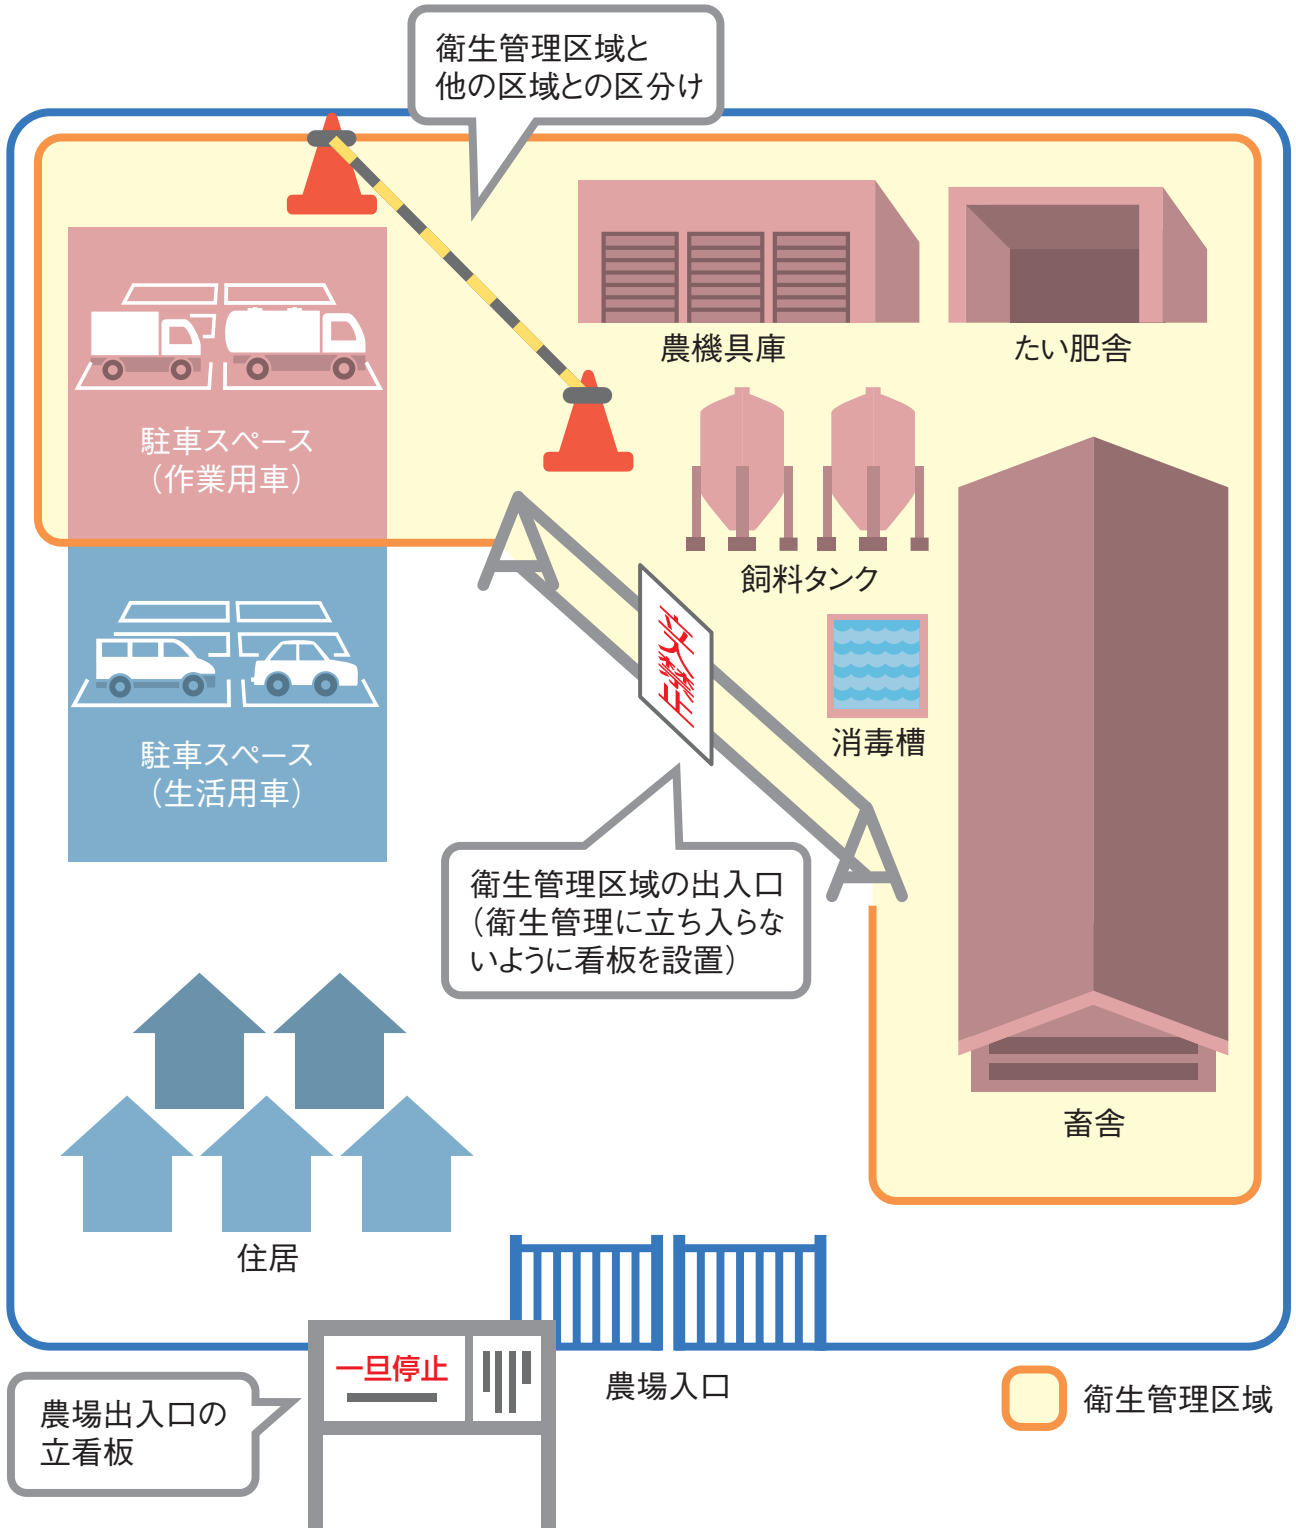 衛生管理区域と
他の区域との区分け
農機具庫
たい肥舎
駐車スペース
（作業用車）
飼料タンク
立入禁止
消毒槽
駐車スペース
（生活用車）
衛生管理区域の出入口
（衛生管理に立ち入らな
いように看板を設置）
畜舎
住居
一旦停止
農場入口
農場出入口の
立看板
衛生管理区域